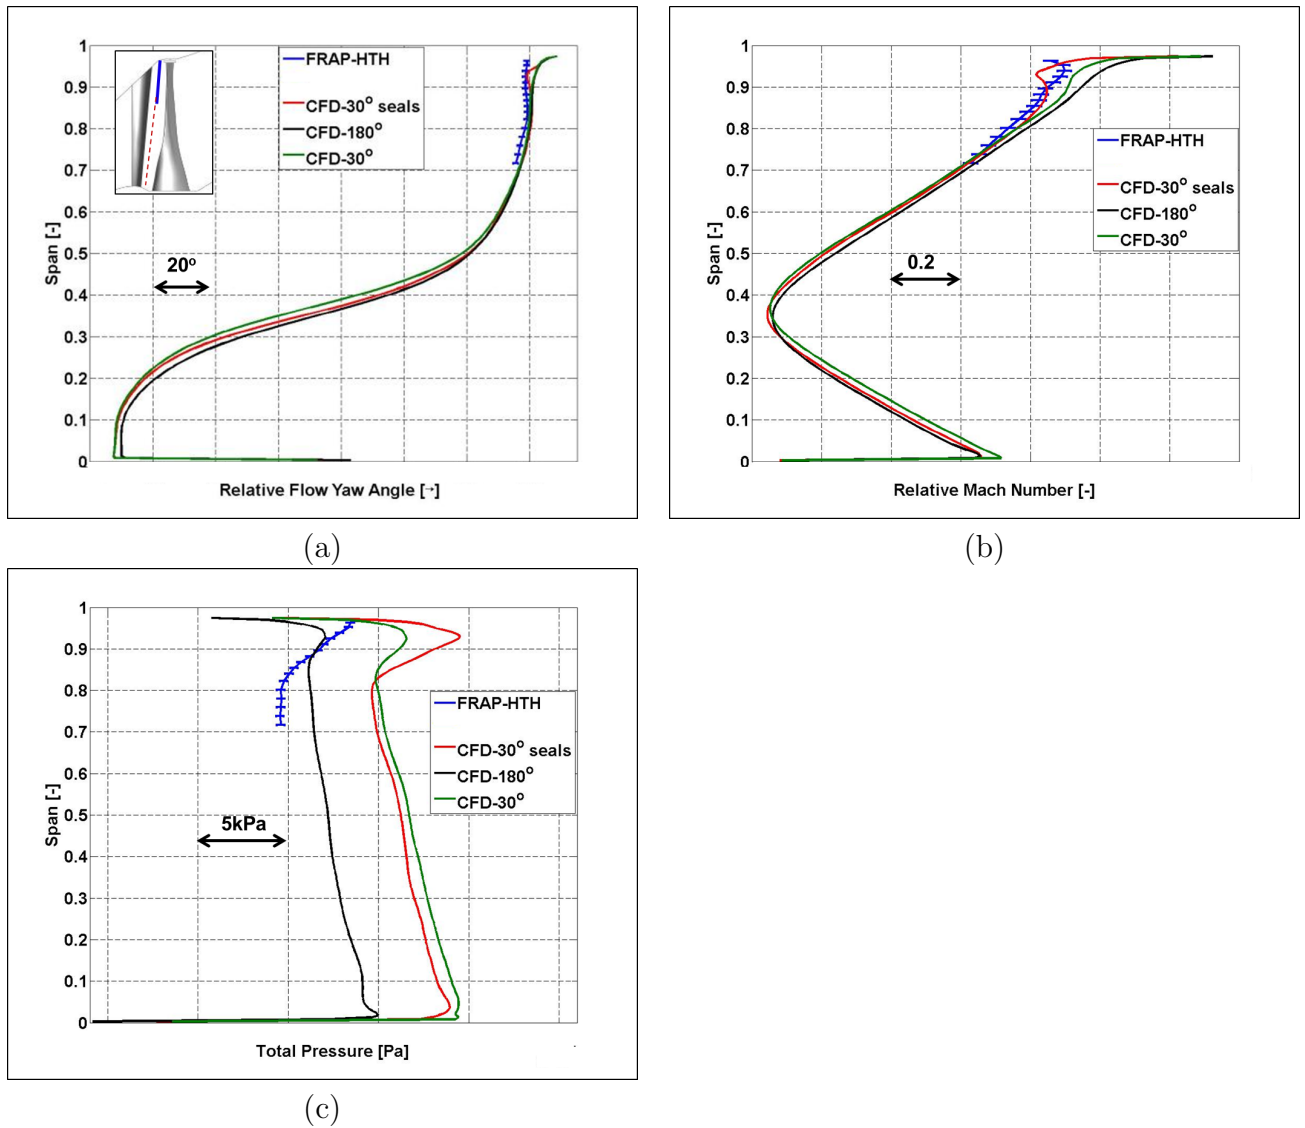 1
0.9
0.8
0.7
0.6
0.5
0.4
0.3
0.2
0.1
0
Span [-]
FRAP-HTH
CFD-30° seals
CFD-180°
CFD-30°
20°
Relative Flow Yaw Angle [→]
(a)
1
0.9
0.8
0.7
0.6
0.5
0.4
0.3
0.2
0.1
0
Span [-]
FRAP-HTH
CFD-30° seals
CFD-180°
CFD-30°
0.2
Relative Mach Number [-]
(b)
1
0.9
0.8
0.7
0.6
0.5
0.4
0.3
0.2
0.1
0
Span [-]
FRAP-HTH
CFD-30° seals
CFD-180°
CFD-30°
5kPa
Total Pressure [Pa]
(c)